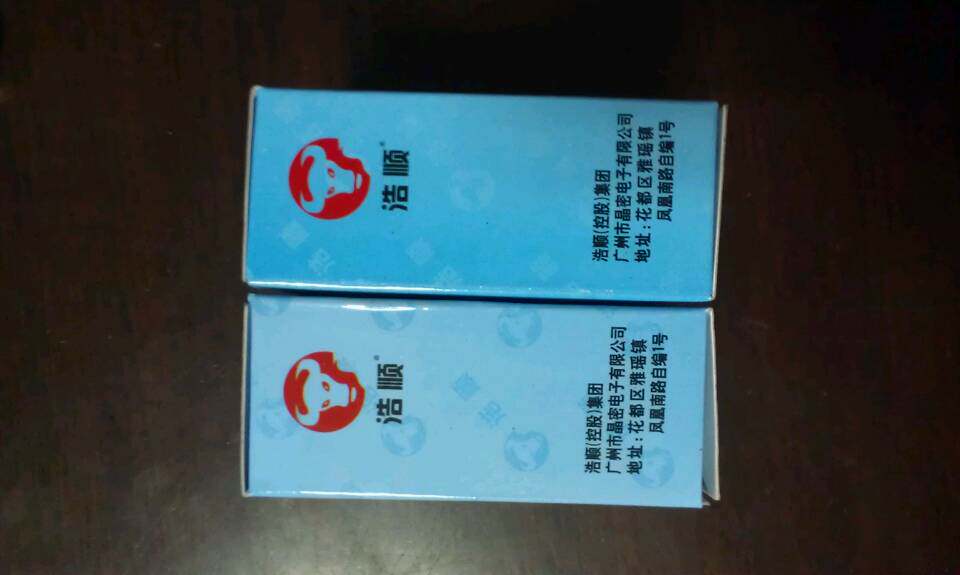 浩顺®
浩顺(控股)集团
广州市晶密电子有限公司
地址:花都区雅瑶镇
凤凰南路自编1号
浩顺®
浩顺(控股)集团
广州市晶密电子有限公司
地址:花都区雅瑶镇
凤凰南路自编1号